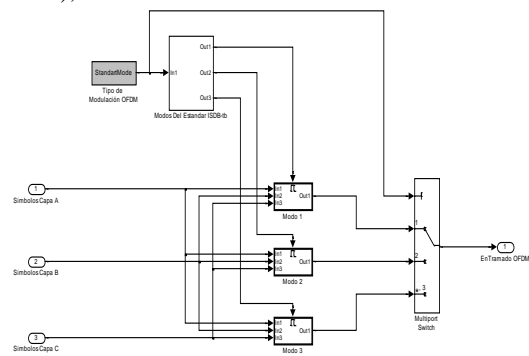 StandartMode
Tipo de
Modulación OFDM
In1
Out1
Out2
Out3
Modos Del Estandar ISDB-tb
1
Simbolos Capa A
In1
In2
In3
Out1
Modo 1
2
Simbolos Capa B
In1
In2
In3
Out1
Modo 2
3
Simbolos Capa C
In1
In2
In3
Out1
Modo 3
1
2
*, 3
Multiport
Switch
1
EnTramado OFDM